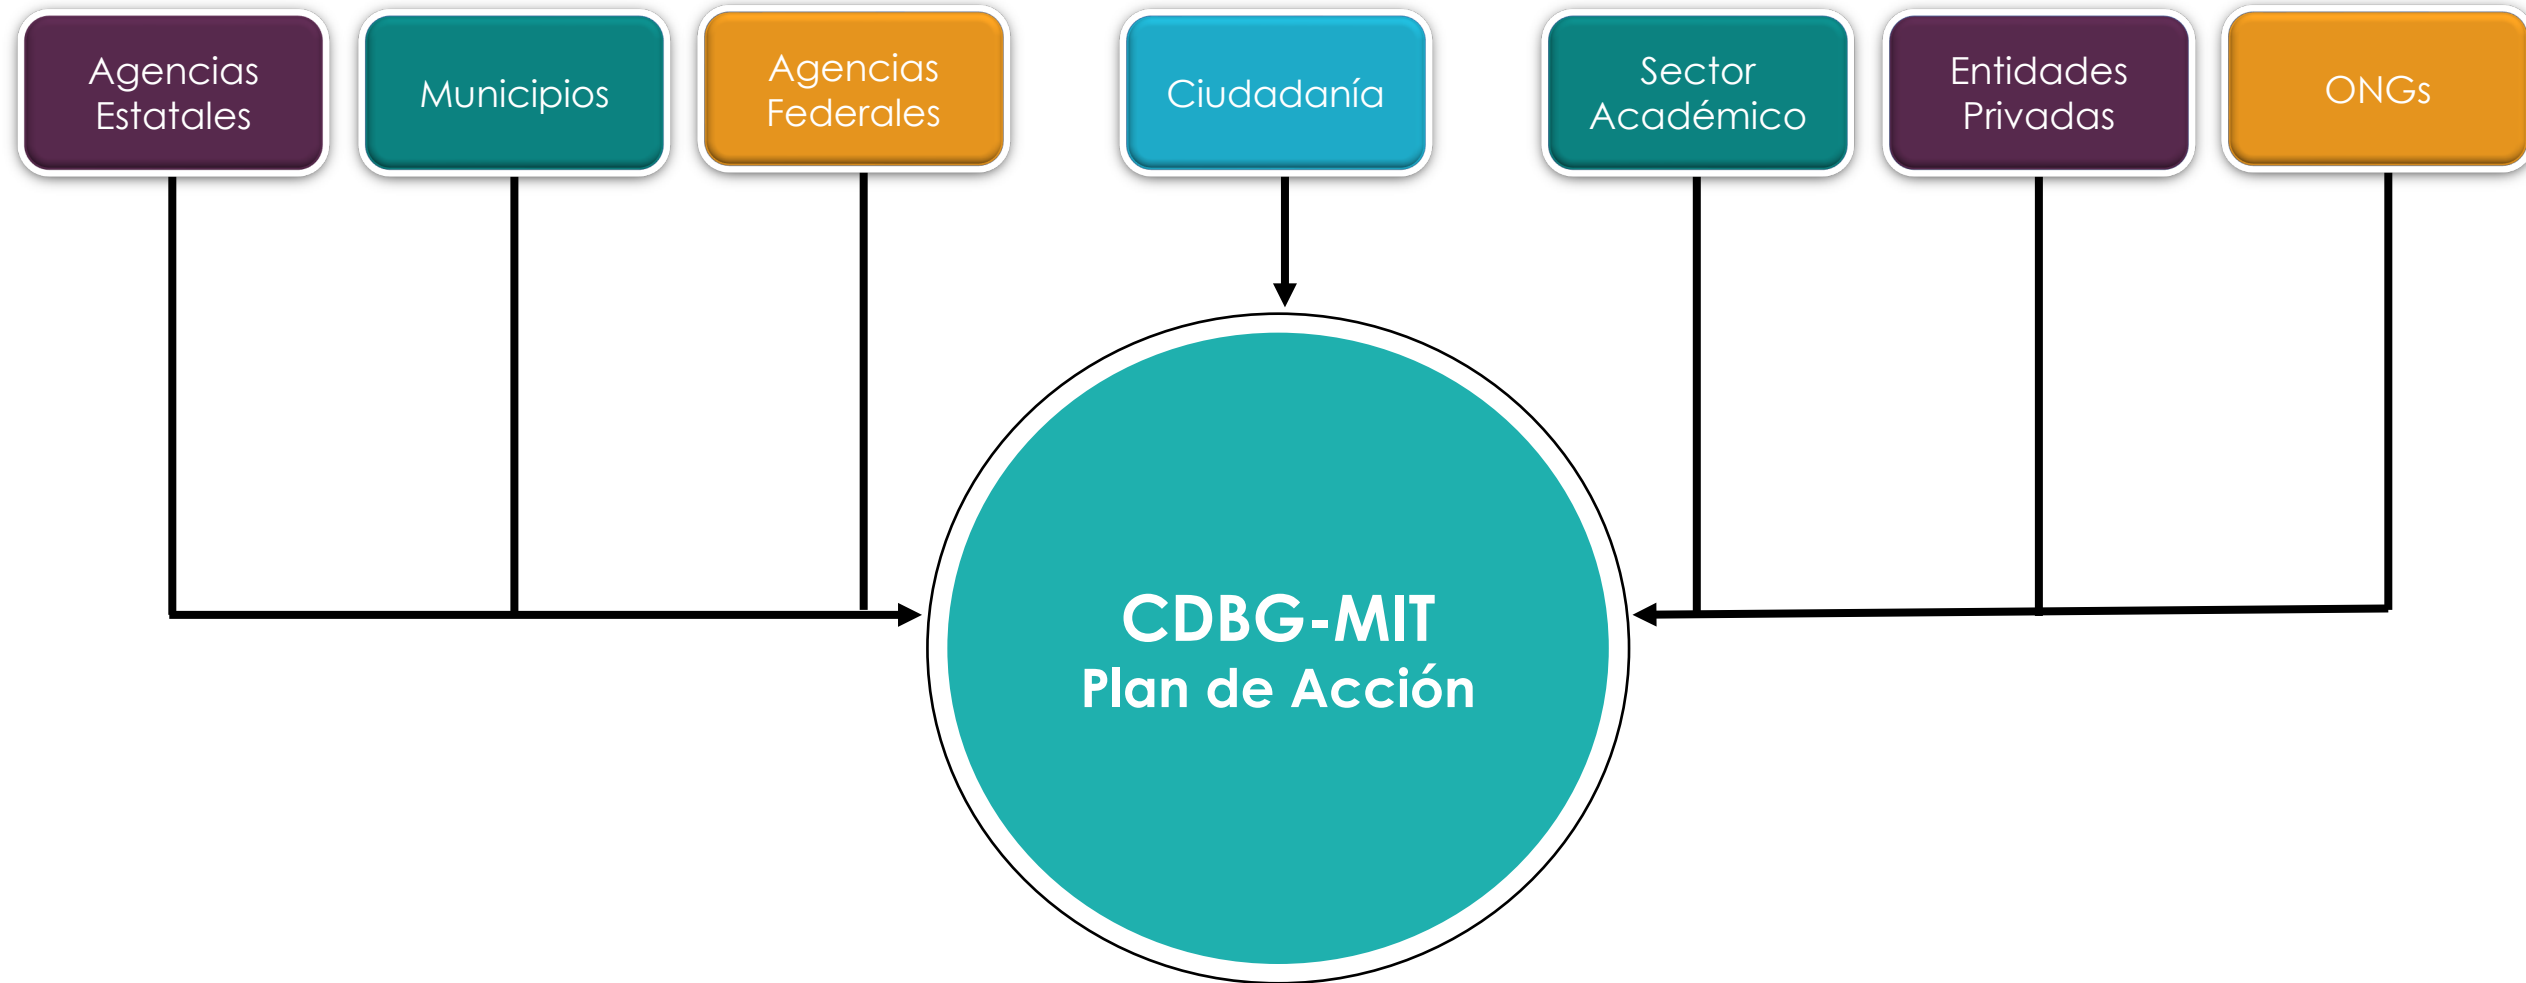 Agencias
Estatales
Municipios
Agencias
Federales
Ciudadanía
Sector
Académico
Entidades
Privadas
ONGs
CDBG-MIT
Plan de Acción